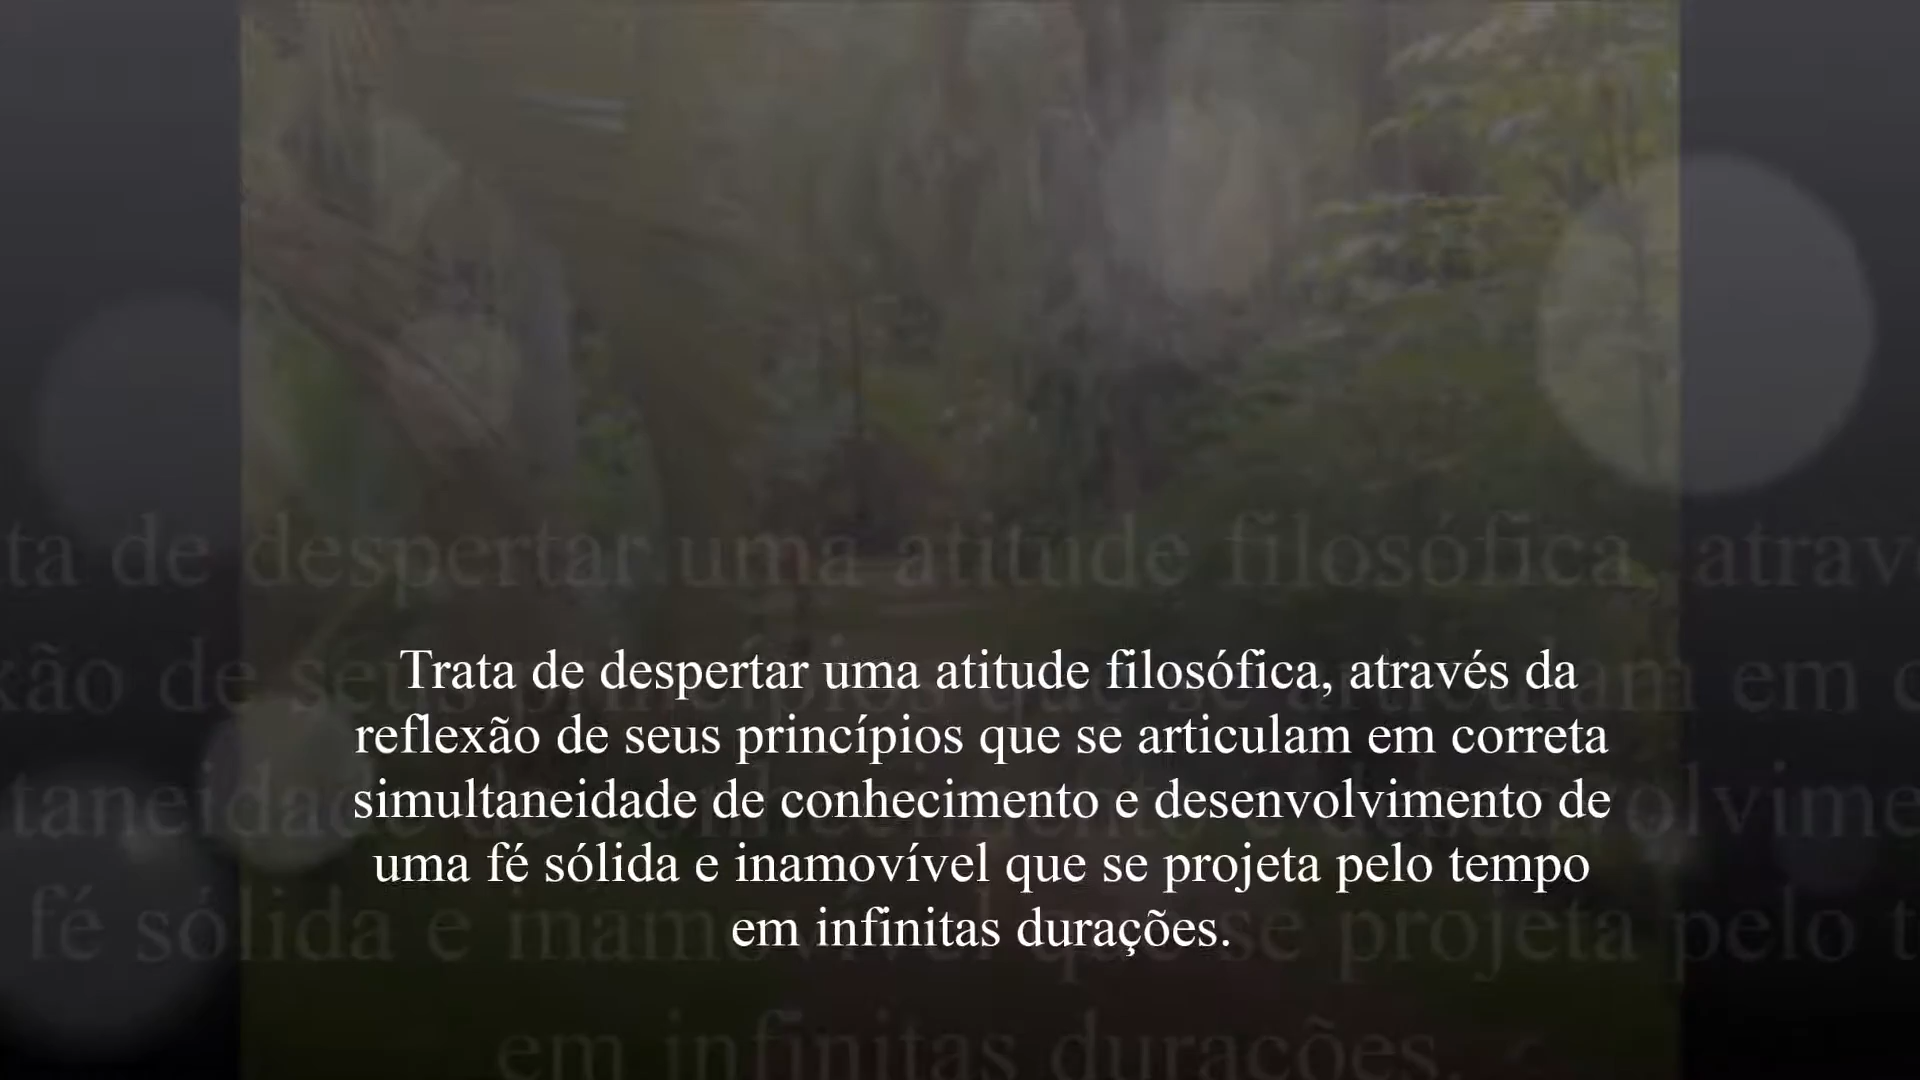 Trata de despertar uma atitude filosófica, através da
reflexão de seus princípios que se articulam em correta
simultaneidade de conhecimento e desenvolvimento de
uma fé sólida e inamovível que se projeta pelo tempo
em infinitas durações.